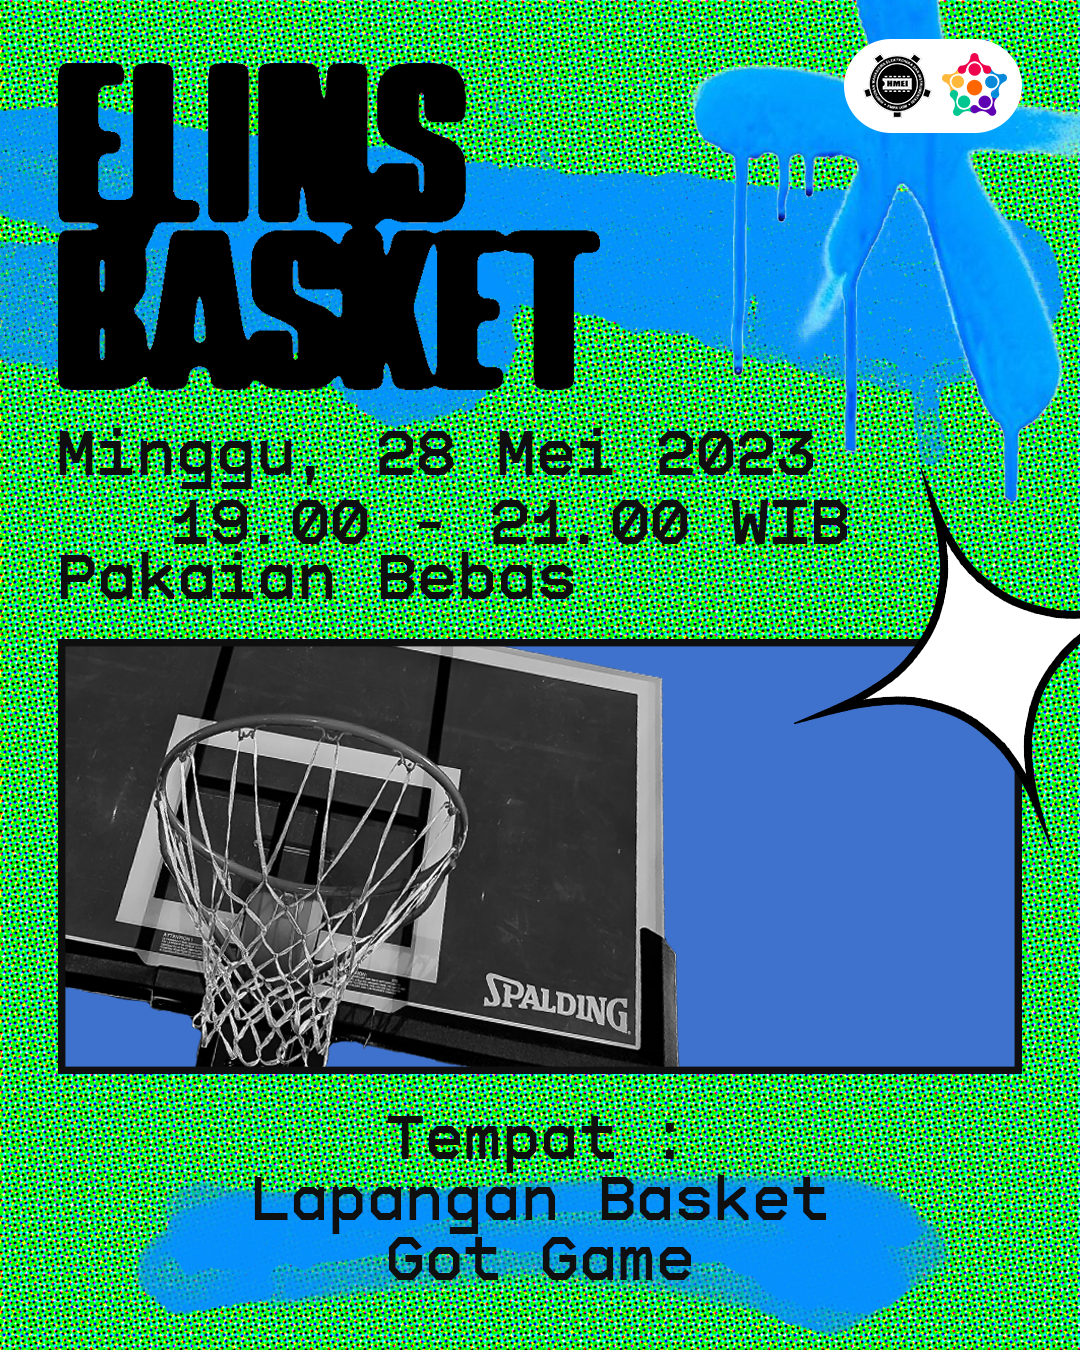 HMEI
ELINS
BASKET
Minggu, 28 Mei 2023
19.00 - 21.00 WIB
Pakaian Bebas
SPALDING
Tempat :
Lapangan Basket
Got Game